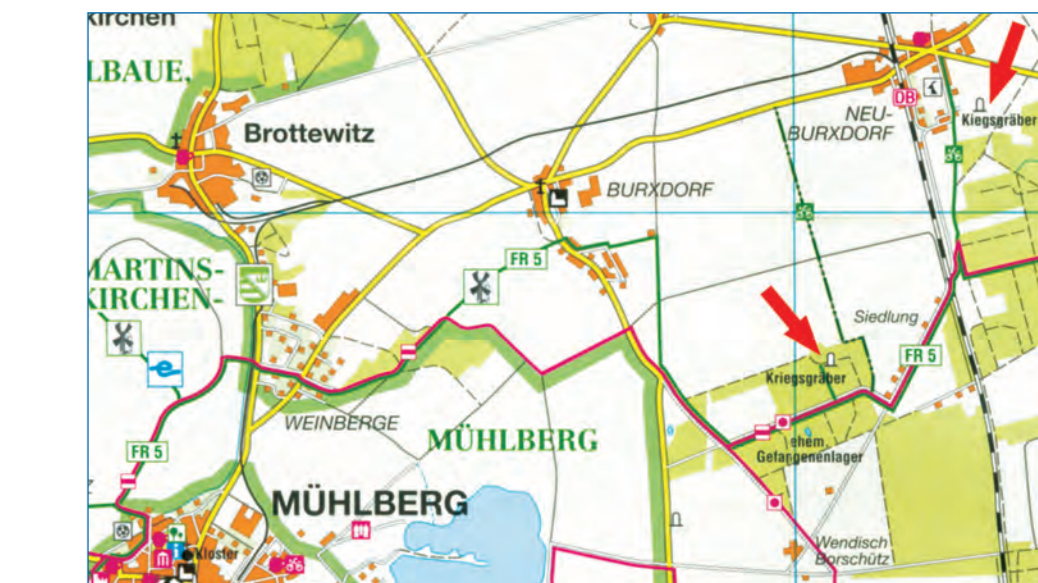 kirchen
LBAUE,
Brottewitz
NEU-
BURXDORF
DB
Kiegsgräber
BURXDORF
FR 5
MARTINS-
KIRCHEN-
Siedlung
FR 5
Kriegsgräber
WEINBERGE
MÜHLBERG
FR 5
ehem
Gefangenenlager
MÜHLBERG
Wendisch
Borschütz
i Kloster